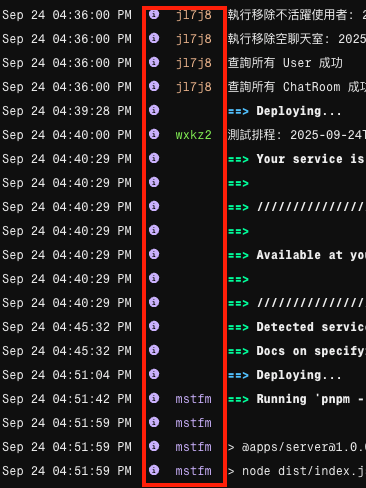 Sep 24 04:36:00 PM jl7j8 執行移除不活躍使用者: 2
Sep 24 04:36:00 PM jl7j8 執行移除空聊天室: 2025
Sep 24 04:36:00 PM jl7j8 查詢所有 User 成功
Sep 24 04:36:00 PM jl7j8 查詢所有 ChatRoom 成功
Sep 24 04:39:28 PM ==> Deploying...
Sep 24 04:40:00 PM wxkz2 測試排程: 2025-09-24T
Sep 24 04:40:29 PM ==> Your service is
Sep 24 04:40:29 PM ==>
Sep 24 04:40:29 PM ==> ///////////////
Sep 24 04:40:29 PM ==>
Sep 24 04:40:29 PM ==> Available at you
Sep 24 04:40:29 PM ==>
Sep 24 04:40:29 PM ==> ///////////////
Sep 24 04:45:32 PM ==> Detected service
Sep 24 04:45:32 PM ==> Docs on specify
Sep 24 04:51:04 PM ==> Deploying...
Sep 24 04:51:42 PM mstfm ==> Running 'pnpm -
Sep 24 04:51:59 PM mstfm
Sep 24 04:51:59 PM mstfm > @apps/server@1.0.
Sep 24 04:51:59 PM mstfm > node dist/index.j